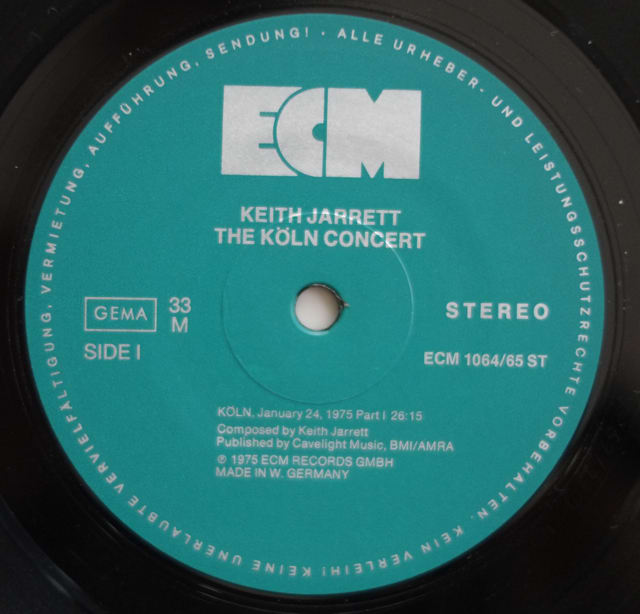 ECM
KEITH JARRETT
THE KÖLN CONCERT
GEMA
33
M
STEREO
SIDE I
ECM 1064/65 ST
KÖLN, January 24, 1975 Part I 26:15
Composed by Keith Jarrett
Published by Cavelight Music, BMI/AMRA
℗ 1975 ECM RECORDS GMBH
MADE IN W. GERMANY
ALLE URHEBER- UND LEISTUNGSSCHUTZRECHTE VORBEHALTEN. KEIN VERLEIH! KEINE UNERLAUBTE VERVIELFÄLTIGUNG, VERMIETUNG, AUFFÜHRUNG, SENDUNG! ·